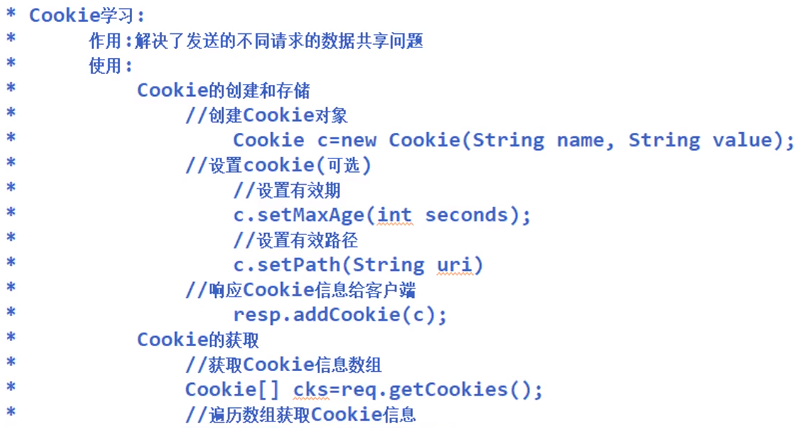 * Cookie学习:
* 作用:解决了发送的不同请求的数据共享问题
* 使用:
* Cookie的创建和存储
* //创建Cookie对象
* Cookie c=new Cookie(String name, String value);
* //设置cookie(可选)
* //设置有效期
* c.setMaxAge(int seconds);
* //设置有效路径
* c.setPath(String uri)
* //响应Cookie信息给客户端
* resp.addCookie(c);
* Cookie的获取
* //获取Cookie信息数组
* Cookie[] cks=req.getCookies();
* //遍历数组获取Cookie信息